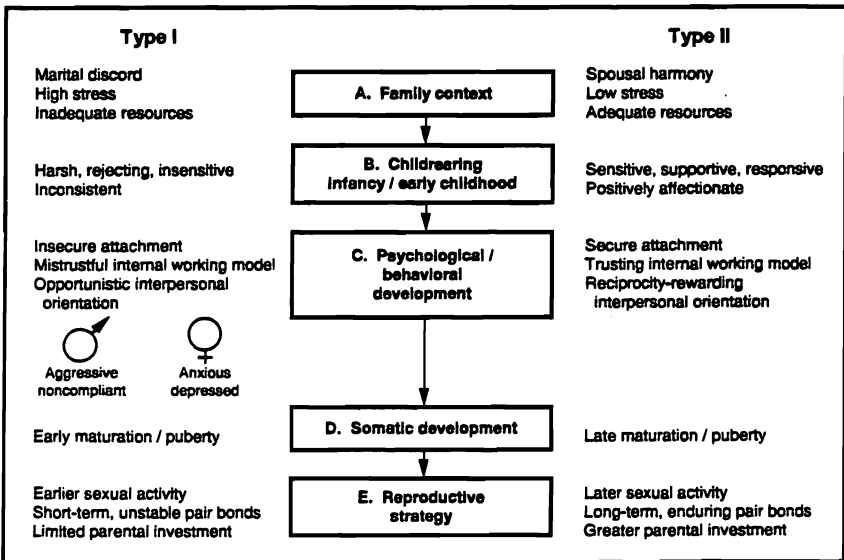 Type I
Type II
Marital discord
High stress
Inadequate resources
A. Family context
Spousal harmony
Low stress
Adequate resources
Harsh, rejecting, insensitive
Inconsistent
B. Childrearing
infancy / early childhood
Sensitive, supportive, responsive
Positively affectionate
Insecure attachment
Mistrustful internal working model
Opportunistic interpersonal
orientation
C. Psychological /
behavioral
development
Secure attachment
Trusting internal working model
Reciprocity-rewarding
interpersonal orientation
Aggressive
noncompliant
Anxious
depressed
Early maturation / puberty
D. Somatic development
Late maturation / puberty
Earlier sexual activity
Short-term, unstable pair bonds
Limited parental investment
E. Reproductive
strategy
Later sexual activity
Long-term, enduring pair bonds
Greater parental investment